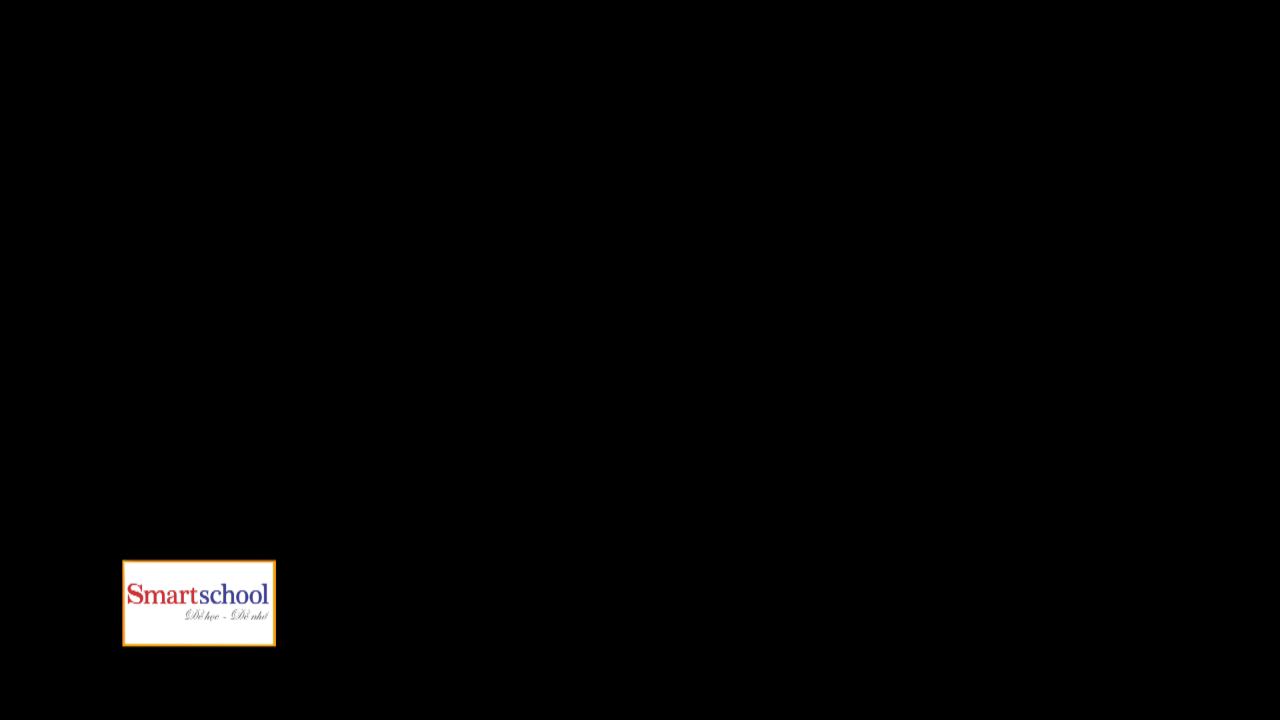 Smartschool
Dễ học - Dễ nhớ